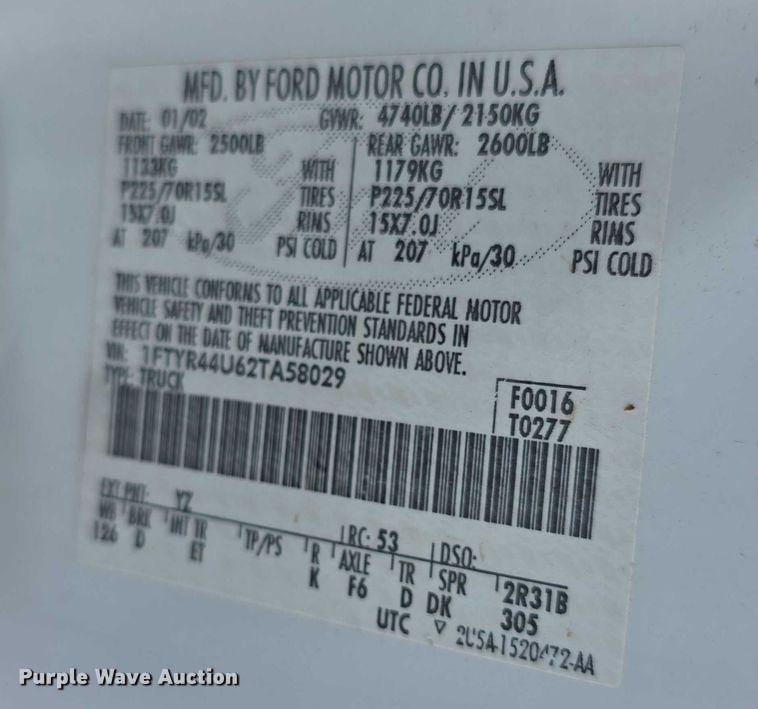 MFD. BY FORD MOTOR CO. IN U.S.A.
DATE: 01/02 GVWR: 4740LB/ 2150KG
FRONT GAWR: 2500LB REAR GAWR: 2600LB
1133KG WITH 1179KG WITH
P225/70R15SL TIRES P225/70R15SL TIRES
15X7.0J RIMS 15X7.0J RIMS
AT 207 kPa/30 PSI COLD AT 207 kPa/30 PSI COLD
THIS VEHICLE CONFORMS TO ALL APPLICABLE FEDERAL MOTOR
VEHICLE SAFETY AND THEFT PREVENTION STANDARDS IN
EFFECT ON THE DATE OF MANUFACTURE SHOWN ABOVE.
VIN: 1FTYR44U62TA58029
TYPE: TRUCK
F0016
T0277
EXT PNT: YZ RC: 53 DSO:
WB BRK INT TR TP/PS R AXLE TR SPR 2R31B
126 D ET K F6 D DK 305
UTC ▽
Purple Wave Auction